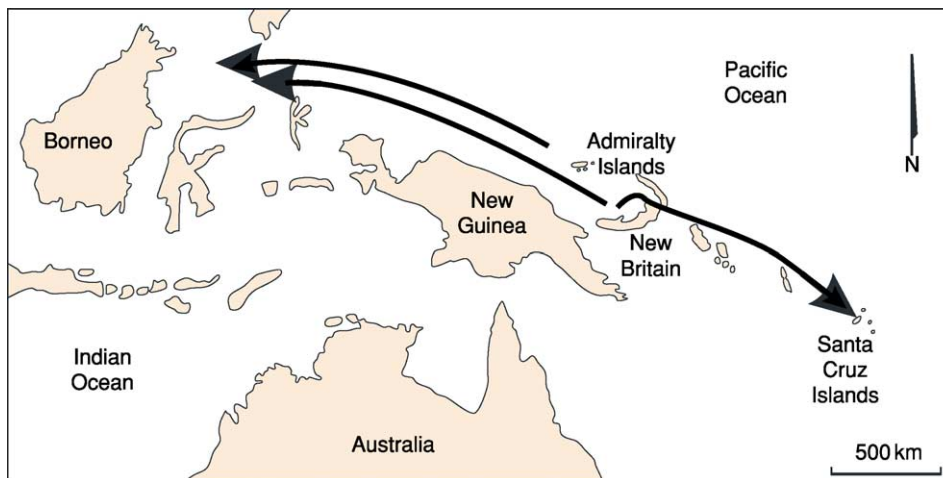 Pacific
Ocean
N
Borneo
Admiralty
Islands
New
Guinea
New
Britain
Indian
Ocean
Santa
Cruz
Islands
Australia
500 km